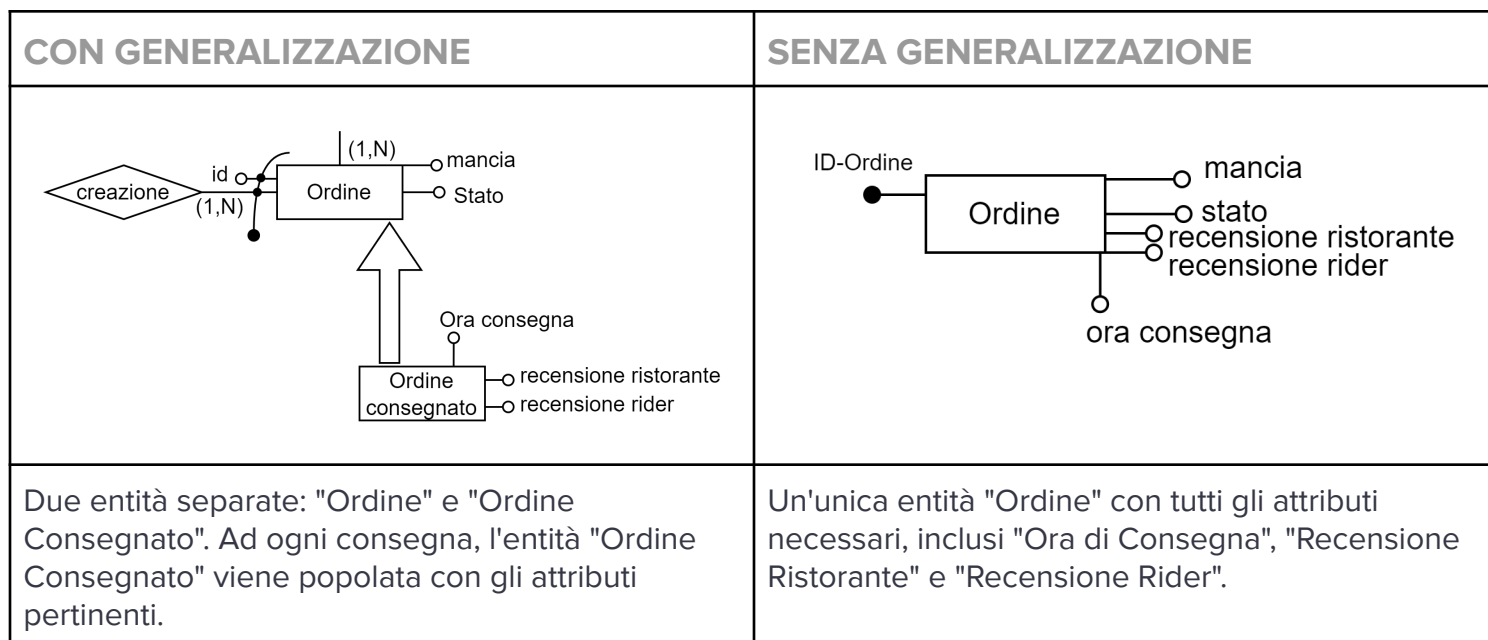 CON GENERALIZZAZIONE
SENZA GENERALIZZAZIONE
(1,N)
mancia
id
creazione
Ordine
Stato
(1,N)
Ora consegna
Ordine
consegnato
recensione ristorante
recensione rider
ID-Ordine
mancia
Ordine
stato
recensione ristorante
recensione rider
ora consegna
Due entità separate: "Ordine" e "Ordine
Consegnato". Ad ogni consegna, l'entità "Ordine
Consegnato" viene popolata con gli attributi
pertinenti.
Un'unica entità "Ordine" con tutti gli attributi
necessari, inclusi "Ora di Consegna", "Recensione
Ristorante" e "Recensione Rider".